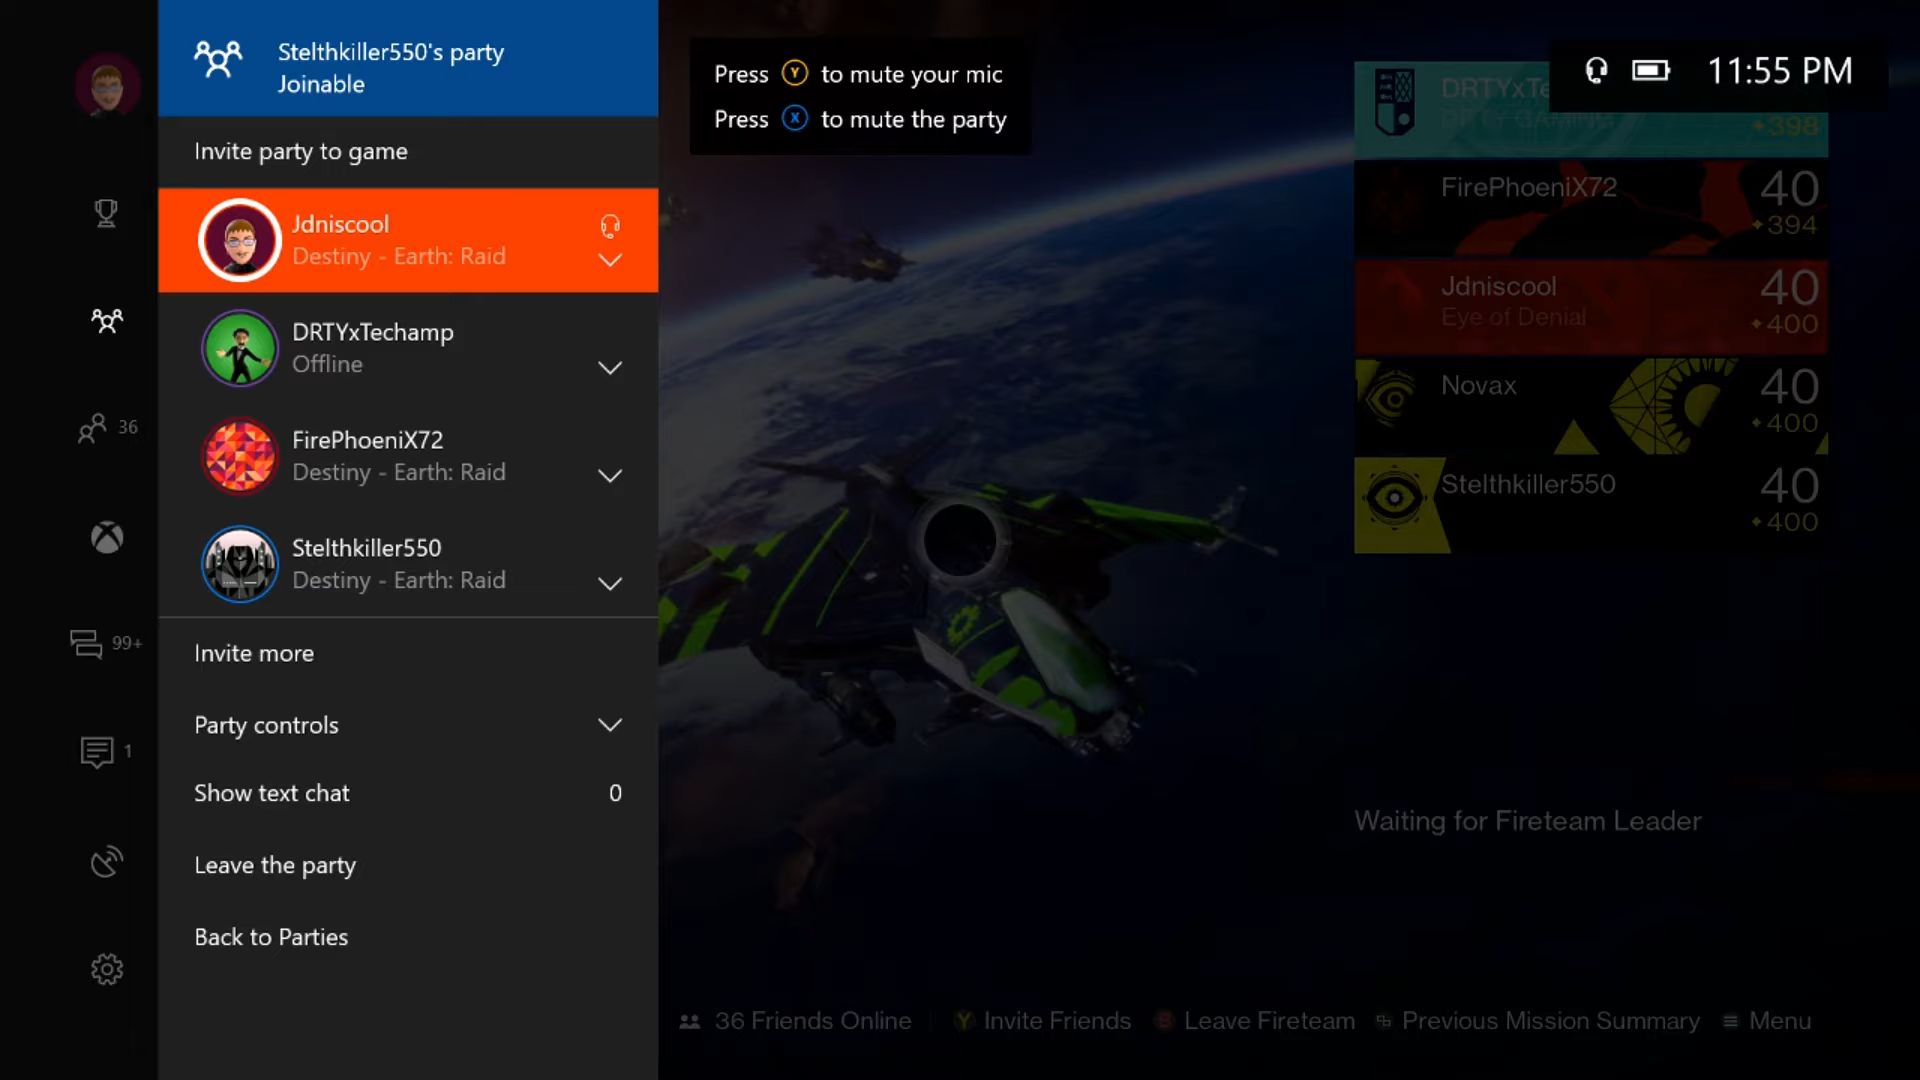 Stelthkiller550's party
Joinable
Invite party to game
Jdniscool
Destiny - Earth: Raid
DRTYxTechamp
Offline
FirePhoeniX72
Destiny - Earth: Raid
Stelthkiller550
Destiny - Earth: Raid
Invite more
Party controls
Show text chat 0
Leave the party
Back to Parties
36
99+
1
Press Y to mute your mic
Press X to mute the party
11:55 PM
DRTYxTe
DRTY GAMING
398
FirePhoeniX72 40
394
Jdniscool 40
Eye of Denial 400
Novax 40
400
Stelthkiller550 40
400
Waiting for Fireteam Leader
36 Friends Online Y Invite Friends B Leave Fireteam Previous Mission Summary Menu